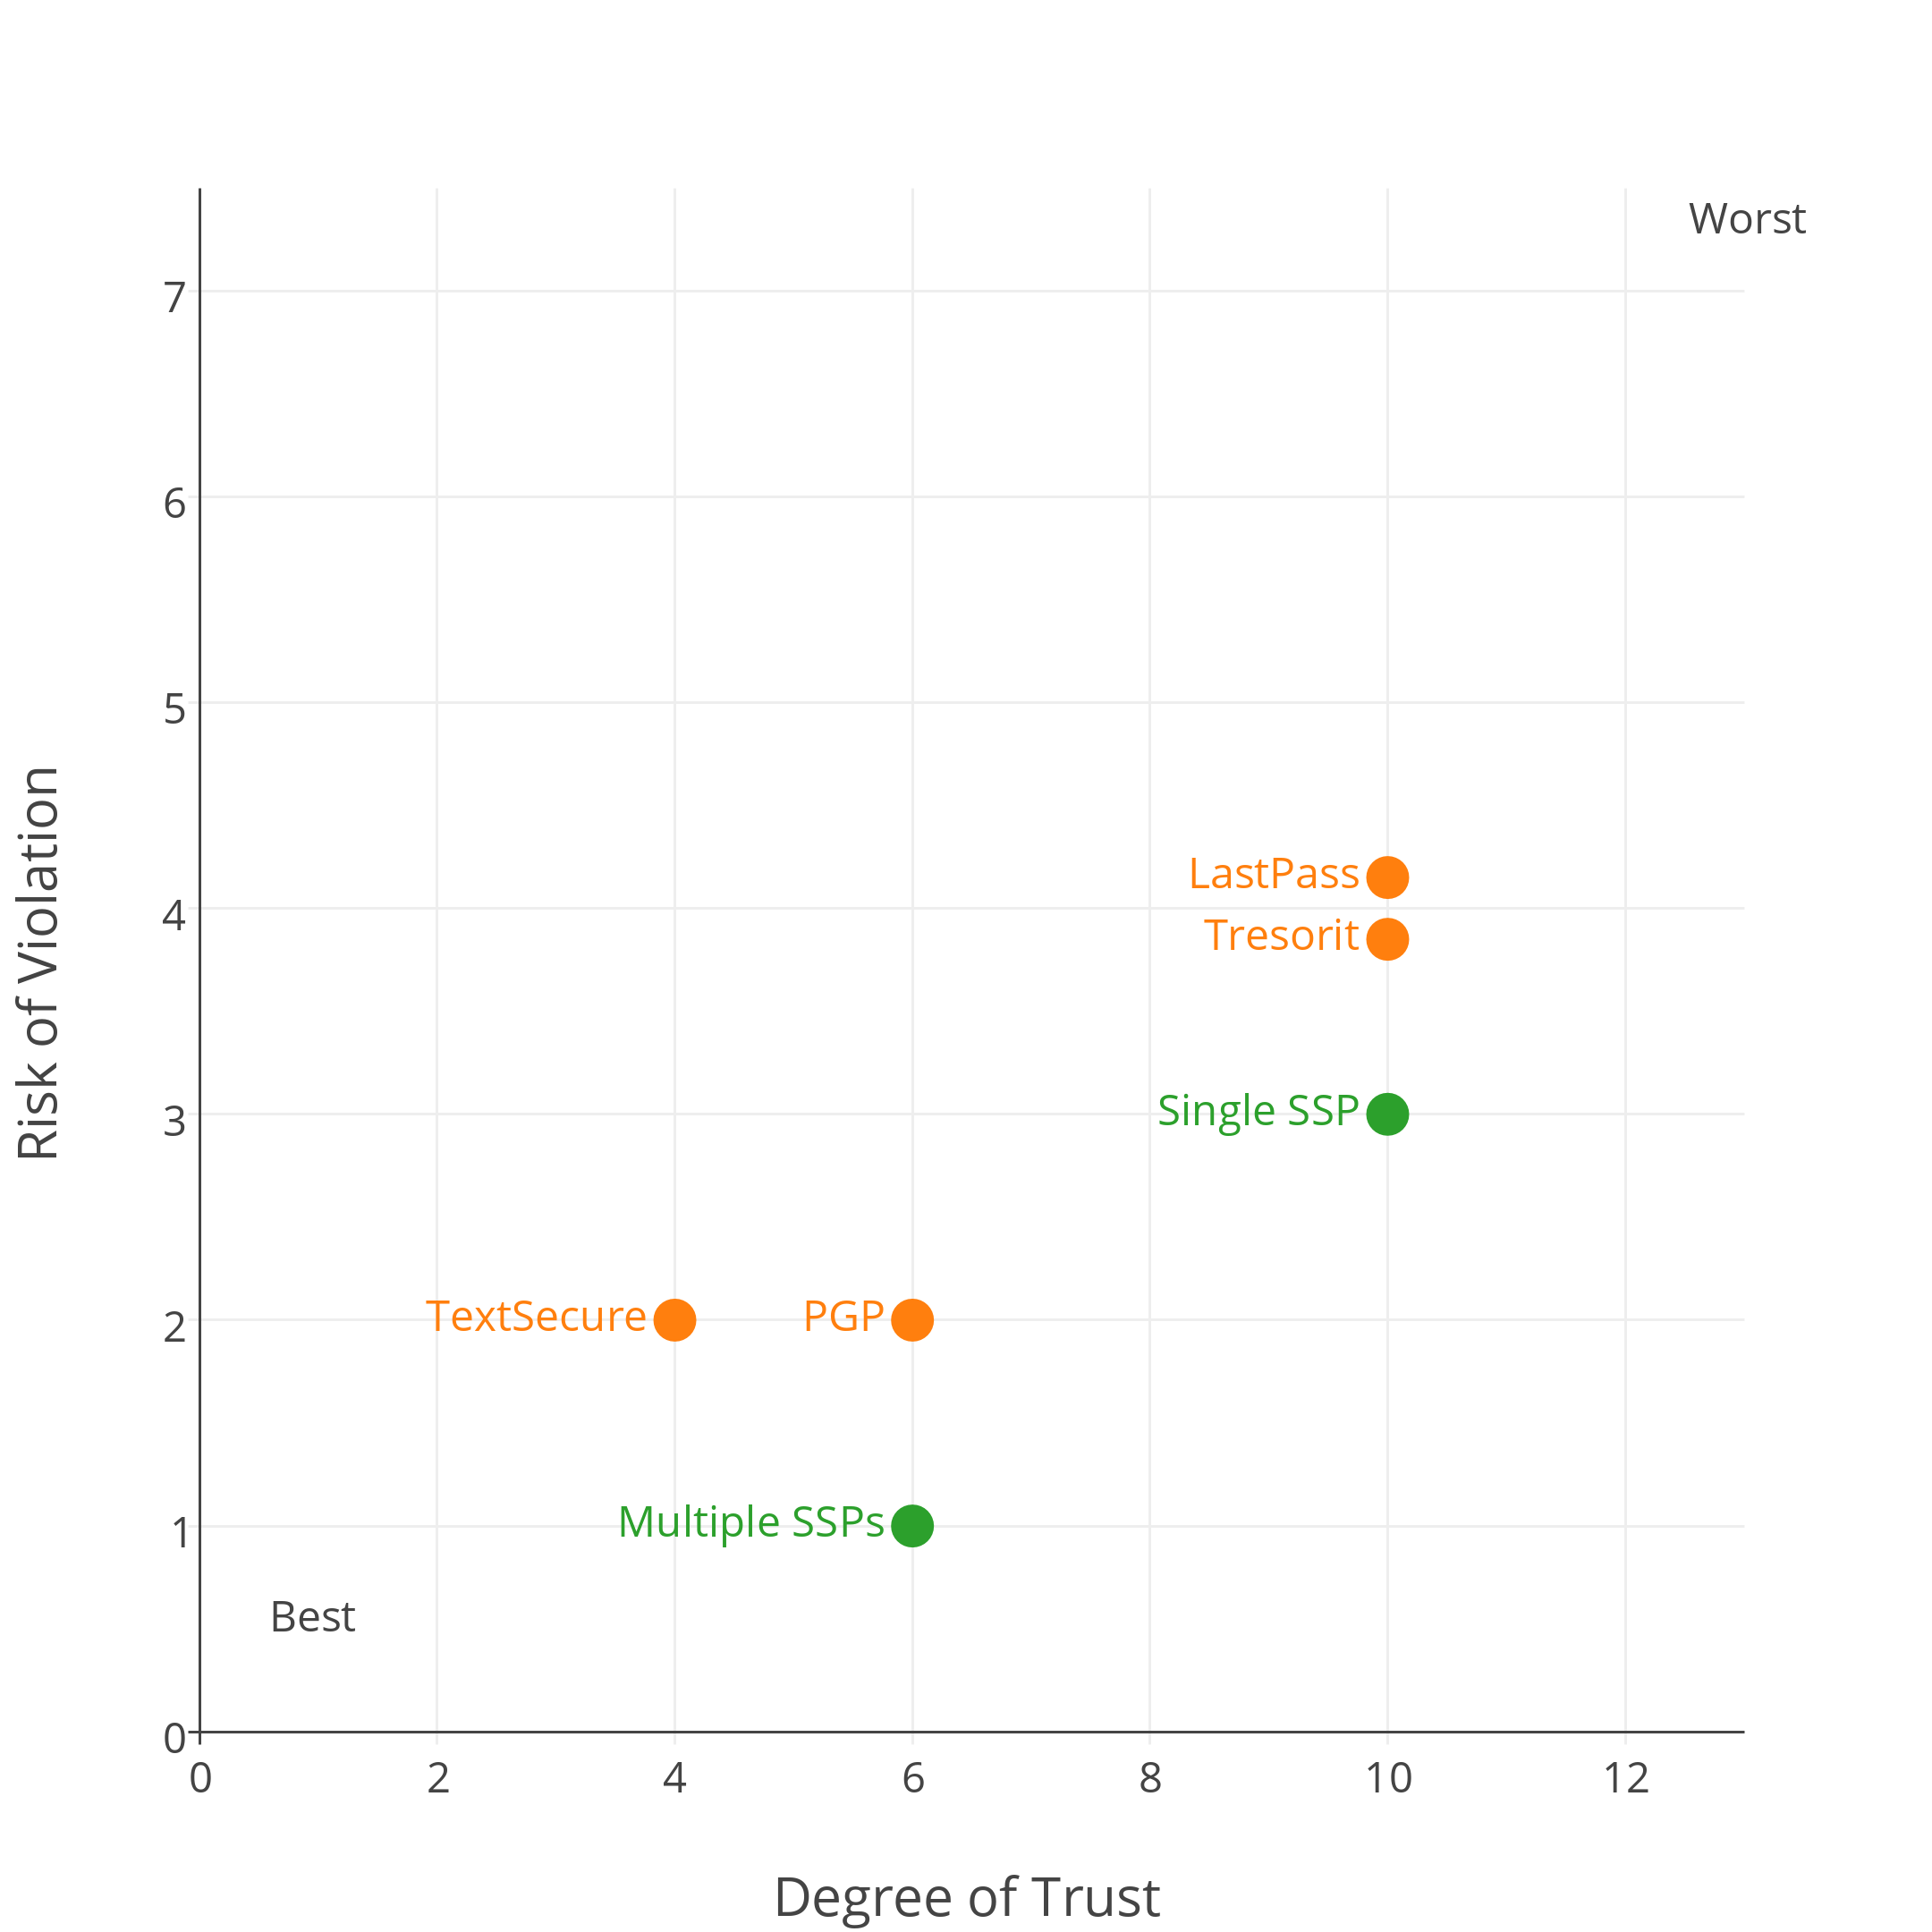 Worst
7
6
5
4
3
2
1
0
Risk of Violation
LastPass
Tresorit
Single SSP
TextSecure
PGP
Multiple SSPs
Best
0 2 4 6 8 10 12
Degree of Trust